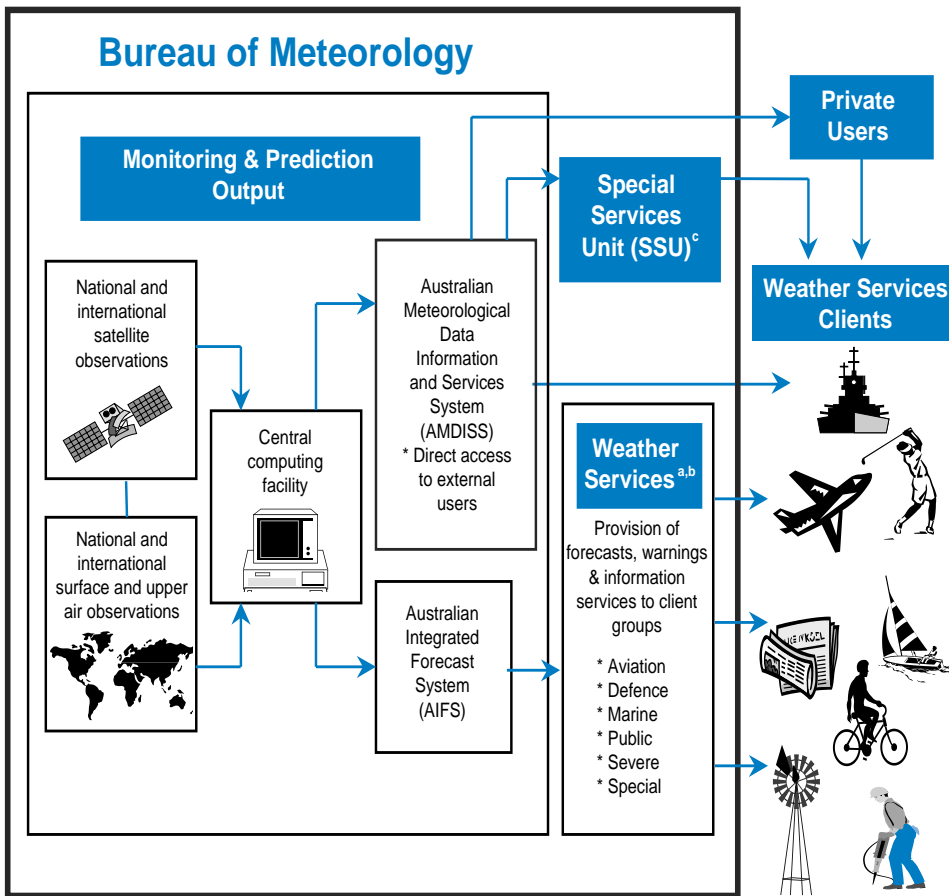 Bureau of Meteorology
Monitoring & Prediction
Output
Private
Users
Special
Services
Unit (SSU)c
Weather Services
Clients
National and
international
satellite
observations
Australian
Meteorological
Data
Information
and Services
System
(AMDISS)
* Direct access
to external
users
Central
computing
facility
National and
international
surface and upper
air observations
Australian
Integrated
Forecast
System
(AIFS)
Weather
Services a,b
Provision of
forecasts, warnings
& information
services to client
groups
* Aviation
* Defence
* Marine
* Public
* Severe
* Special